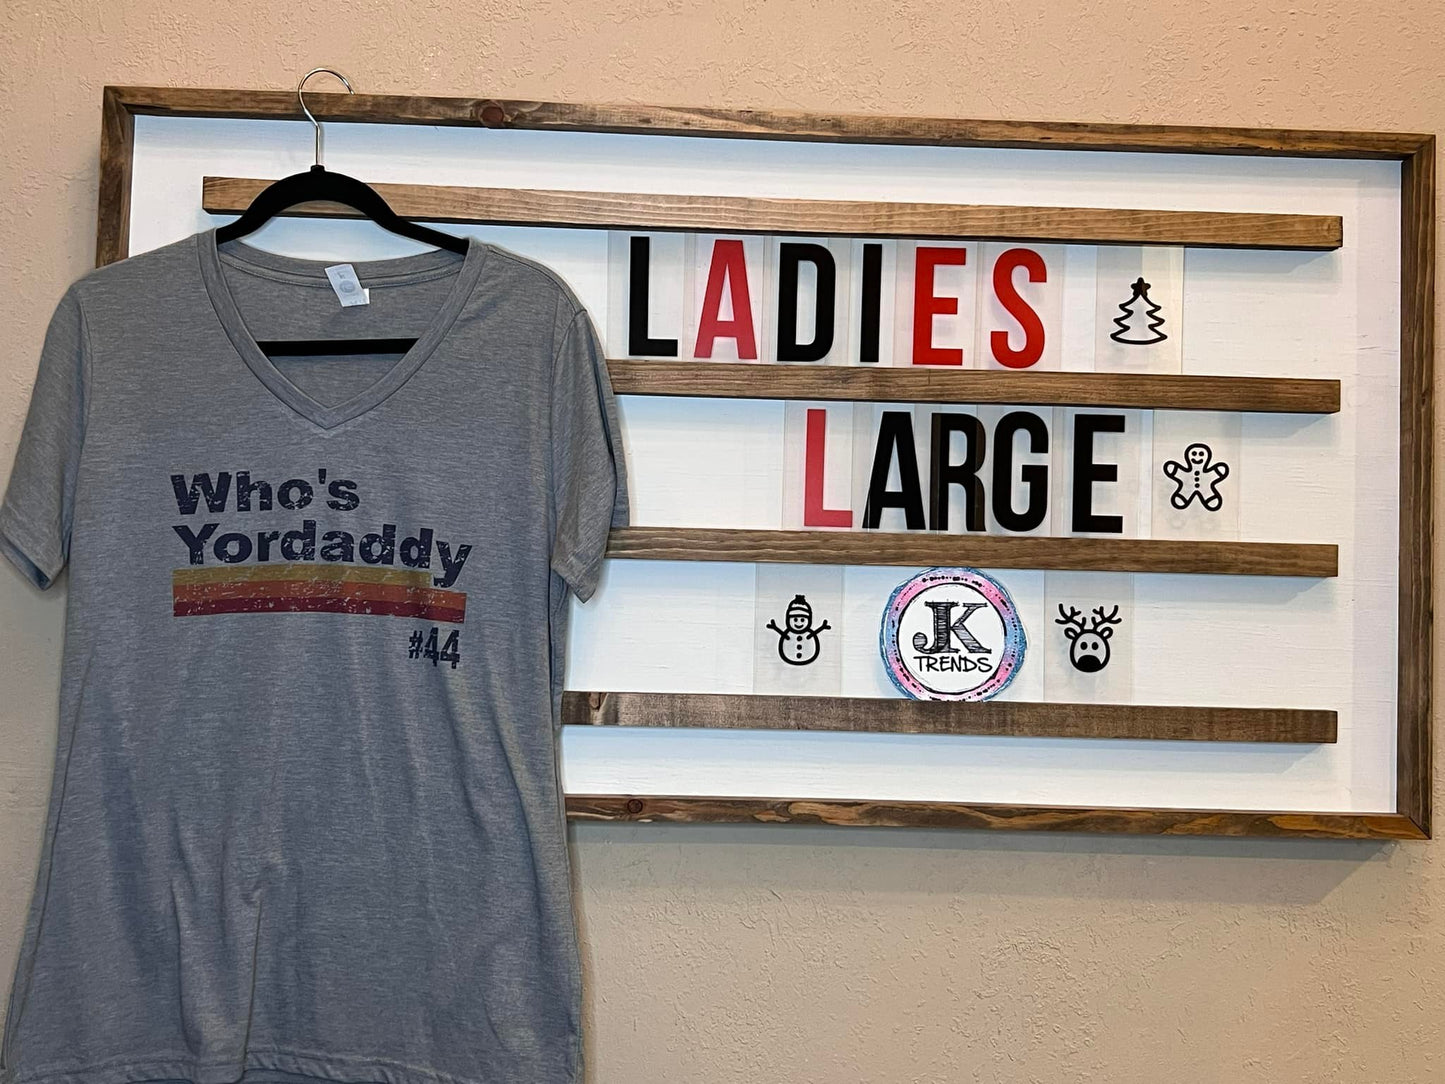 Who's
Yordaddy
#44
LADIES
LARGE
JK
TRENDS